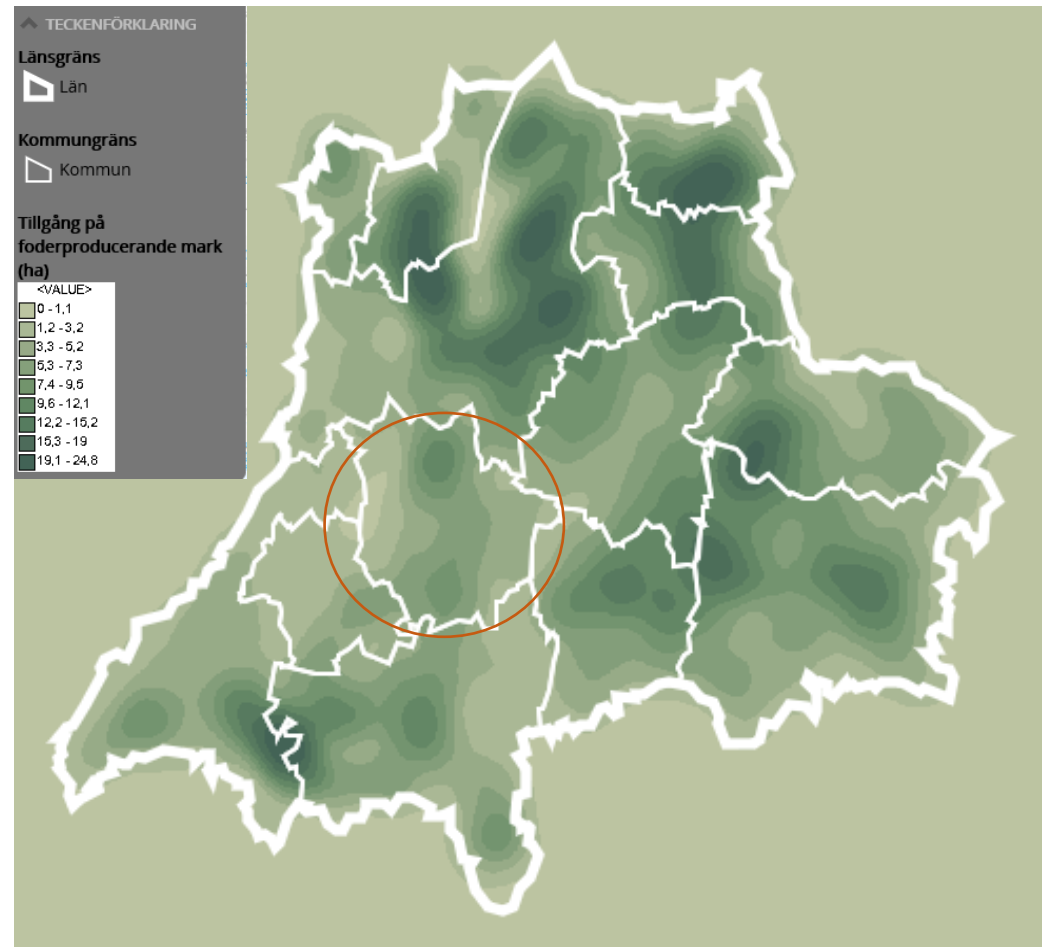 TECKENFÖRKLARING
Länsgräns
Län
Kommungräns
Kommun
Tillgång på
foderproducerande mark
(ha)
<VALUE>
0 - 1,1
1,2 - 3,2
3,3 - 5,2
5,3 - 7,3
7,4 - 9,5
9,6 - 12,1
12,2 - 15,2
15,3 - 19
19,1 - 24,8